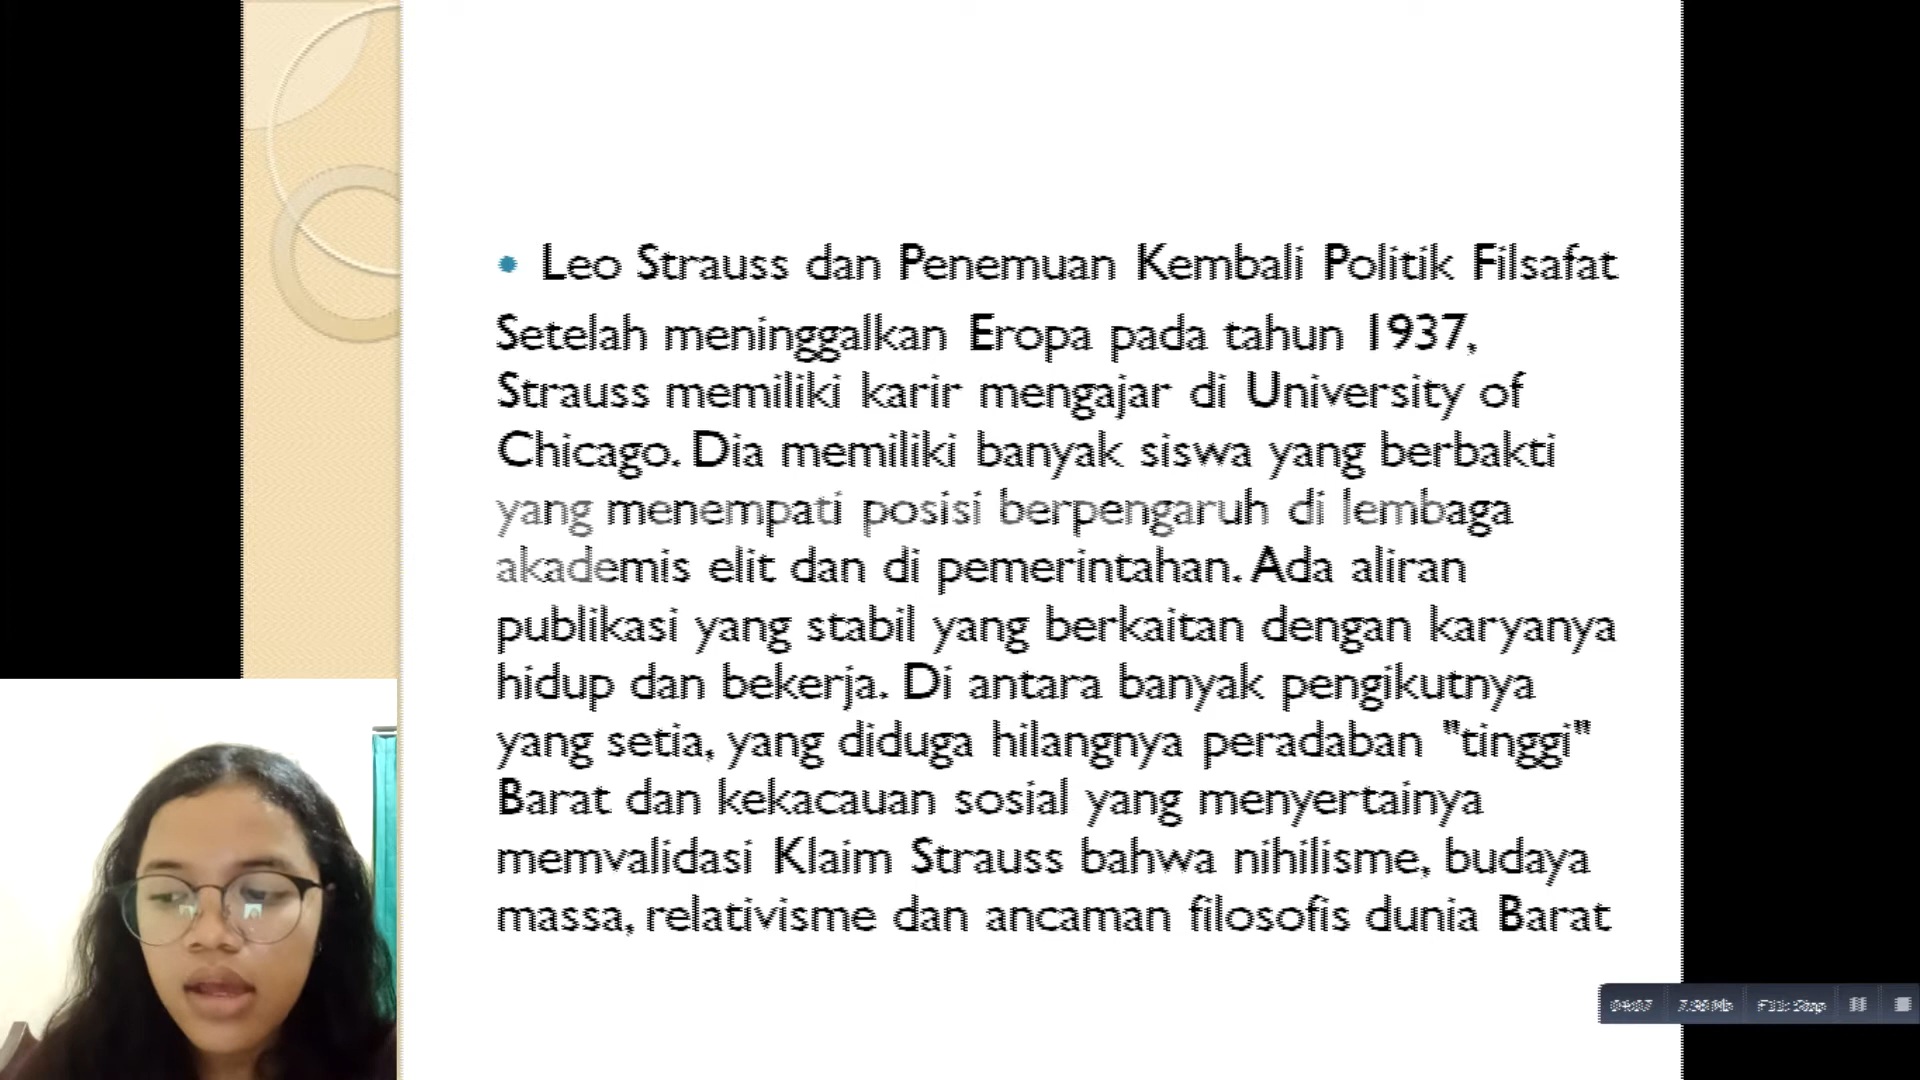 • Leo Strauss dan Penemuan Kembali Politik Filsafat
Setelah meninggalkan Eropa pada tahun 1937,
Strauss memiliki karir mengajar di University of
Chicago. Dia memiliki banyak siswa yang berbakti
yang menempati posisi berpengaruh di lembaga
akademis elit dan di pemerintahan. Ada aliran
publikasi yang stabil yang berkaitan dengan karyanya
hidup dan bekerja. Di antara banyak pengikutnya
yang setia, yang diduga hilangnya peradaban "tinggi"
Barat dan kekacauan sosial yang menyertainya
memvalidasi Klaim Strauss bahwa nihilisme, budaya
massa, relativisme dan ancaman filosofis dunia Barat